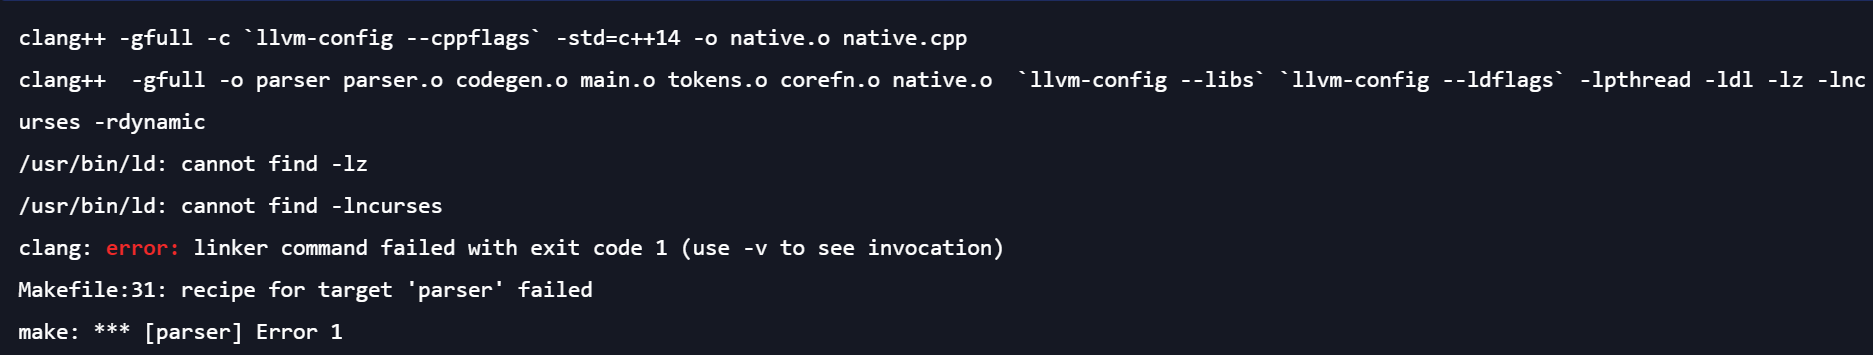 clang++ -gfull -c `llvm-config --cppflags` -std=c++14 -o native.o native.cpp
clang++  -gfull -o parser parser.o codegen.o main.o tokens.o corefn.o native.o  `llvm-config --libs` `llvm-config --ldflags` -lpthread -ldl -lz -lnc
urses -rdynamic
/usr/bin/ld: cannot find -lz
/usr/bin/ld: cannot find -lncurses
clang: error: linker command failed with exit code 1 (use -v to see invocation)
Makefile:31: recipe for target 'parser' failed
make: *** [parser] Error 1